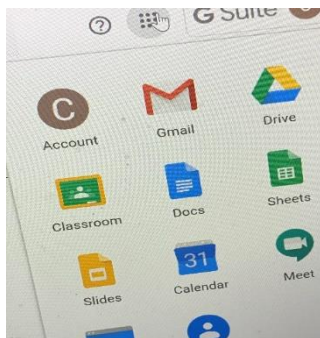 G Suite
C
Account
Gmail
Drive
Classroom
Docs
Sheets
Slides
31
Calendar
Meet